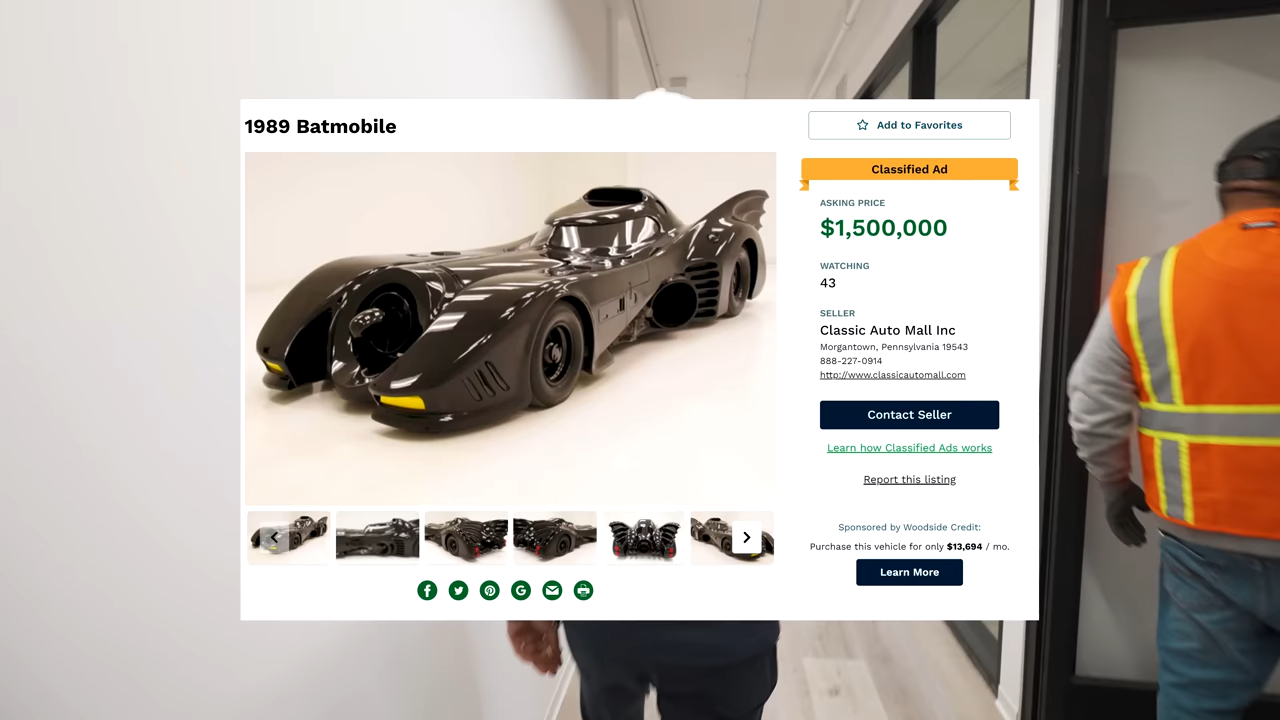 1989 Batmobile
Add to Favorites
Classified Ad
ASKING PRICE
$1,500,000
WATCHING
43
SELLER
Classic Auto Mall Inc
Morgantown, Pennsylvania 19543
888-227-0914
http://www.classicautomall.com
Contact Seller
Learn how Classified Ads works
Report this listing
Sponsored by Woodside Credit:
Purchase this vehicle for only $13,694 / mo.
Learn More